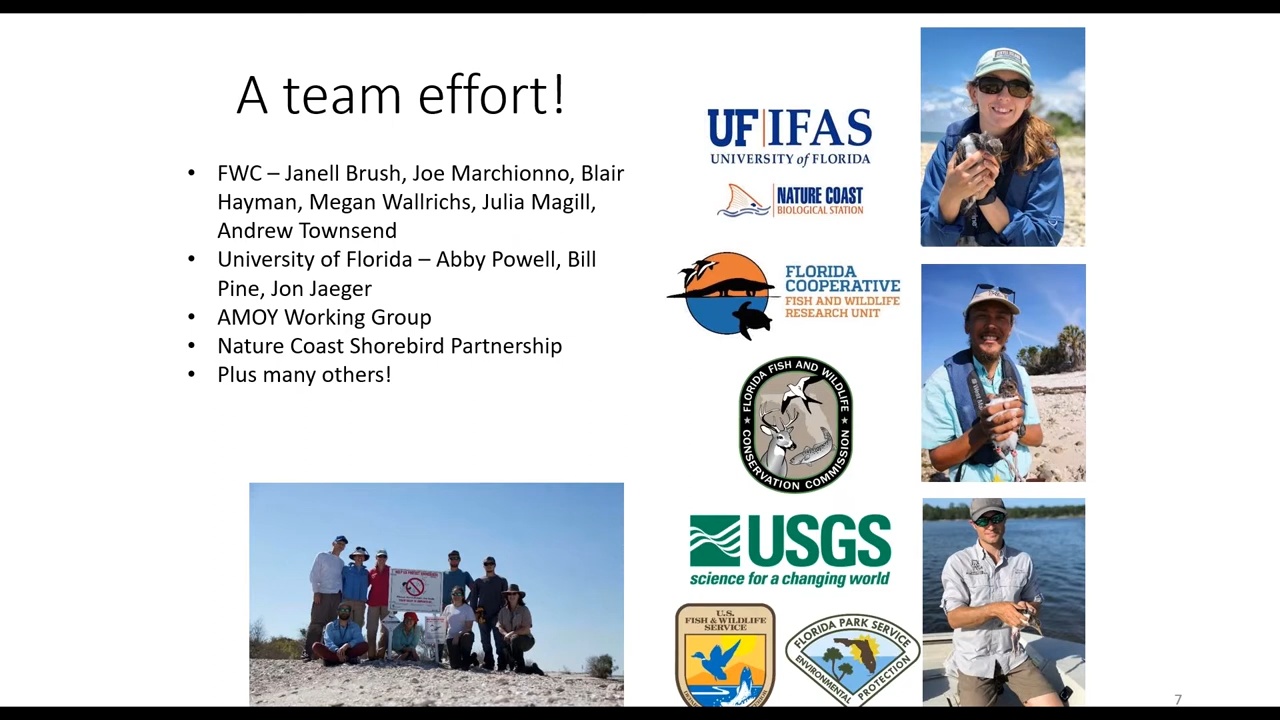 A team effort!
• FWC – Janell Brush, Joe Marchionno, Blair
Hayman, Megan Wallrichs, Julia Magill,
Andrew Townsend
• University of Florida – Abby Powell, Bill
Pine, Jon Jaeger
• AMOY Working Group
• Nature Coast Shorebird Partnership
• Plus many others!
UF|IFAS
UNIVERSITY of FLORIDA
NATURE COAST
BIOLOGICAL STATION
FLORIDA
COOPERATIVE
FISH AND WILDLIFE
RESEARCH UNIT
FLORIDA FISH AND WILDLIFE
CONSERVATION COMMISSION
USGS
science for a changing world
U.S.
FISH & WILDLIFE
SERVICE
FLORIDA PARK SERVICE
ENVIRONMENTAL PROTECTION
7